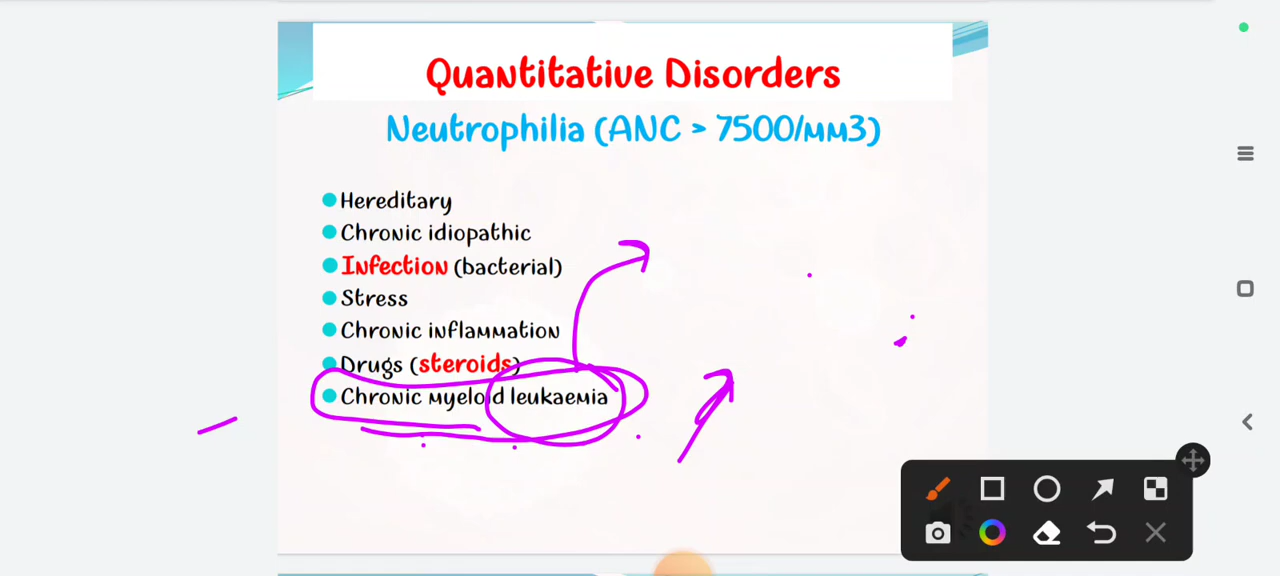 Quantitative Disorders
Neutrophilia (ANC > 7500/mm3)
Hereditary
Chronic idiopathic
Infection (bacterial)
Stress
Chronic inflammation
Drugs (steroids)
Chronic myeloid leukaemia